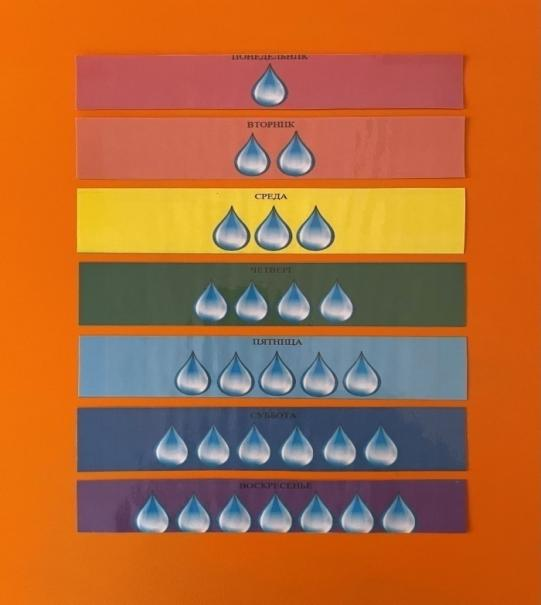 ПОНЕДЕЛЬНИК
ВТОРНИК
СРЕДА
ЧЕТВЕРГ
ПЯТНИЦА
СУББОТА
ВОСКРЕСЕНЬЕ